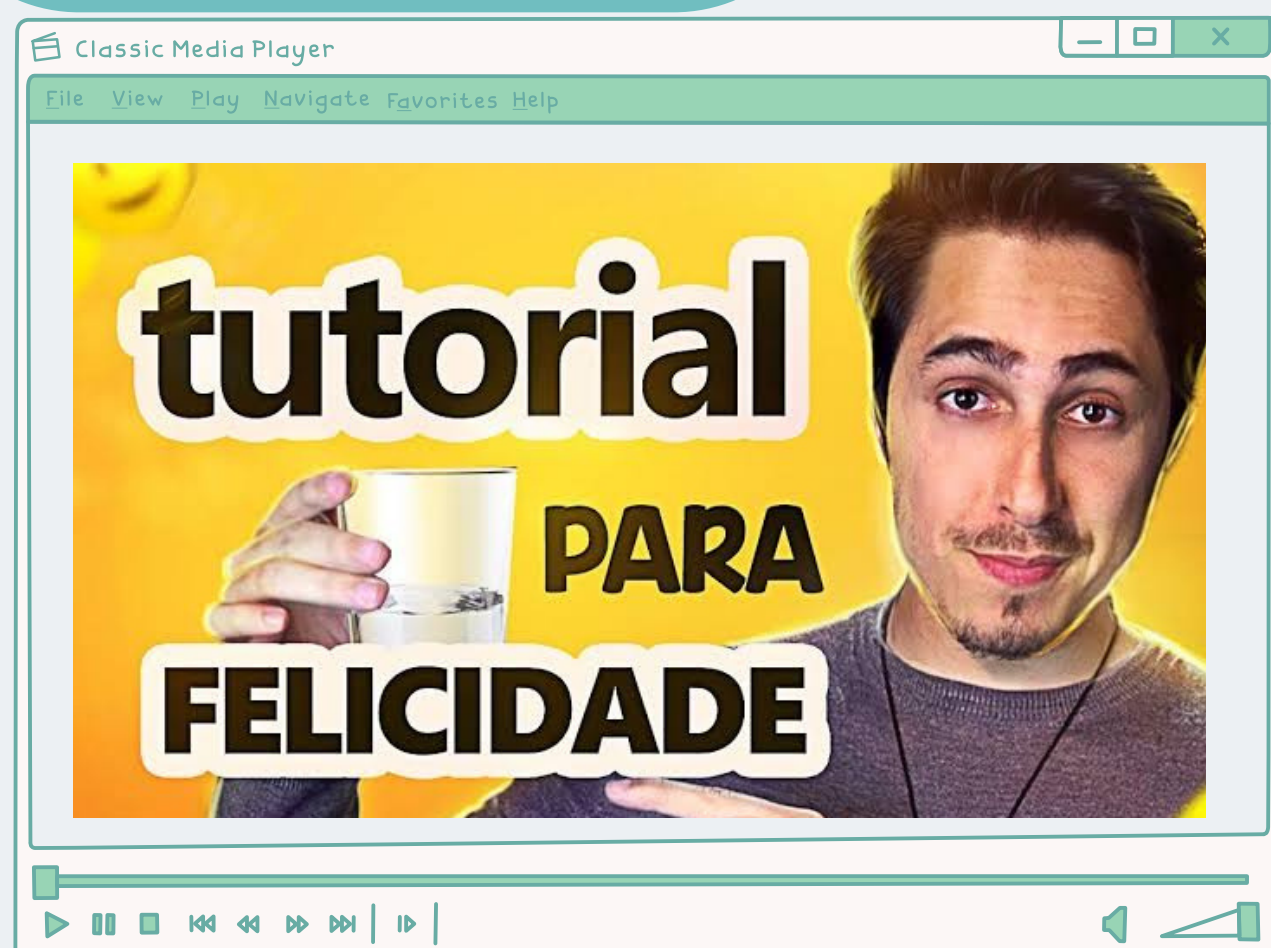 Classic Media Player
File View Play Navigate Favorites Help
tutorial
PARA
FELICIDADE